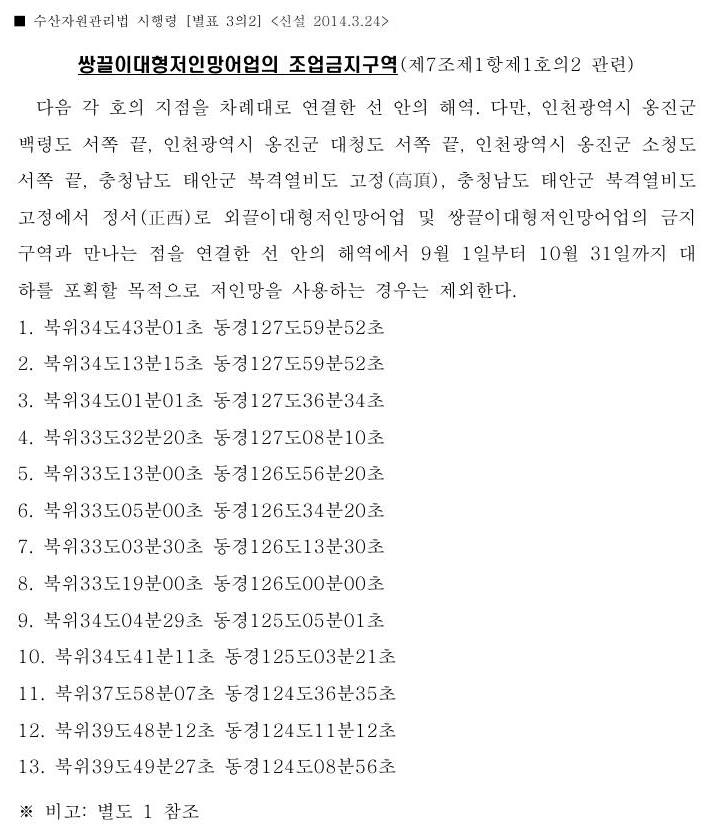 ■ 수산자원관리법 시행령 [별표 3의2] <신설 2014.3.24>
쌍끌이대형저인망어업의 조업금지구역(제7조제1항제1호의2 관련)
다음 각 호의 지점을 차례대로 연결한 선 안의 해역. 다만, 인천광역시 옹진군
백령도 서쪽 끝, 인천광역시 옹진군 대청도 서쪽 끝, 인천광역시 옹진군 소청도
서쪽 끝, 충청남도 태안군 북격열비도 고정(高頂), 충청남도 태안군 북격열비도
고정에서 정서(正西)로 외끌이대형저인망어업 및 쌍끌이대형저인망어업의 금지
구역과 만나는 점을 연결한 선 안의 해역에서 9월 1일부터 10월 31일까지 대
하를 포획할 목적으로 저인망을 사용하는 경우는 제외한다.
1. 북위34도43분01초 동경127도59분52초
2. 북위34도13분15초 동경127도59분52초
3. 북위34도01분01초 동경127도36분34초
4. 북위33도32분20초 동경127도08분10초
5. 북위33도13분00초 동경126도56분20초
6. 북위33도05분00초 동경126도34분20초
7. 북위33도03분30초 동경126도13분30초
8. 북위33도19분00초 동경126도00분00초
9. 북위34도04분29초 동경125도05분01초
10. 북위34도41분11초 동경125도03분21초
11. 북위37도58분07초 동경124도36분35초
12. 북위39도48분12초 동경124도11분12초
13. 북위39도49분27초 동경124도08분56초
※ 비고: 별도 1 참조